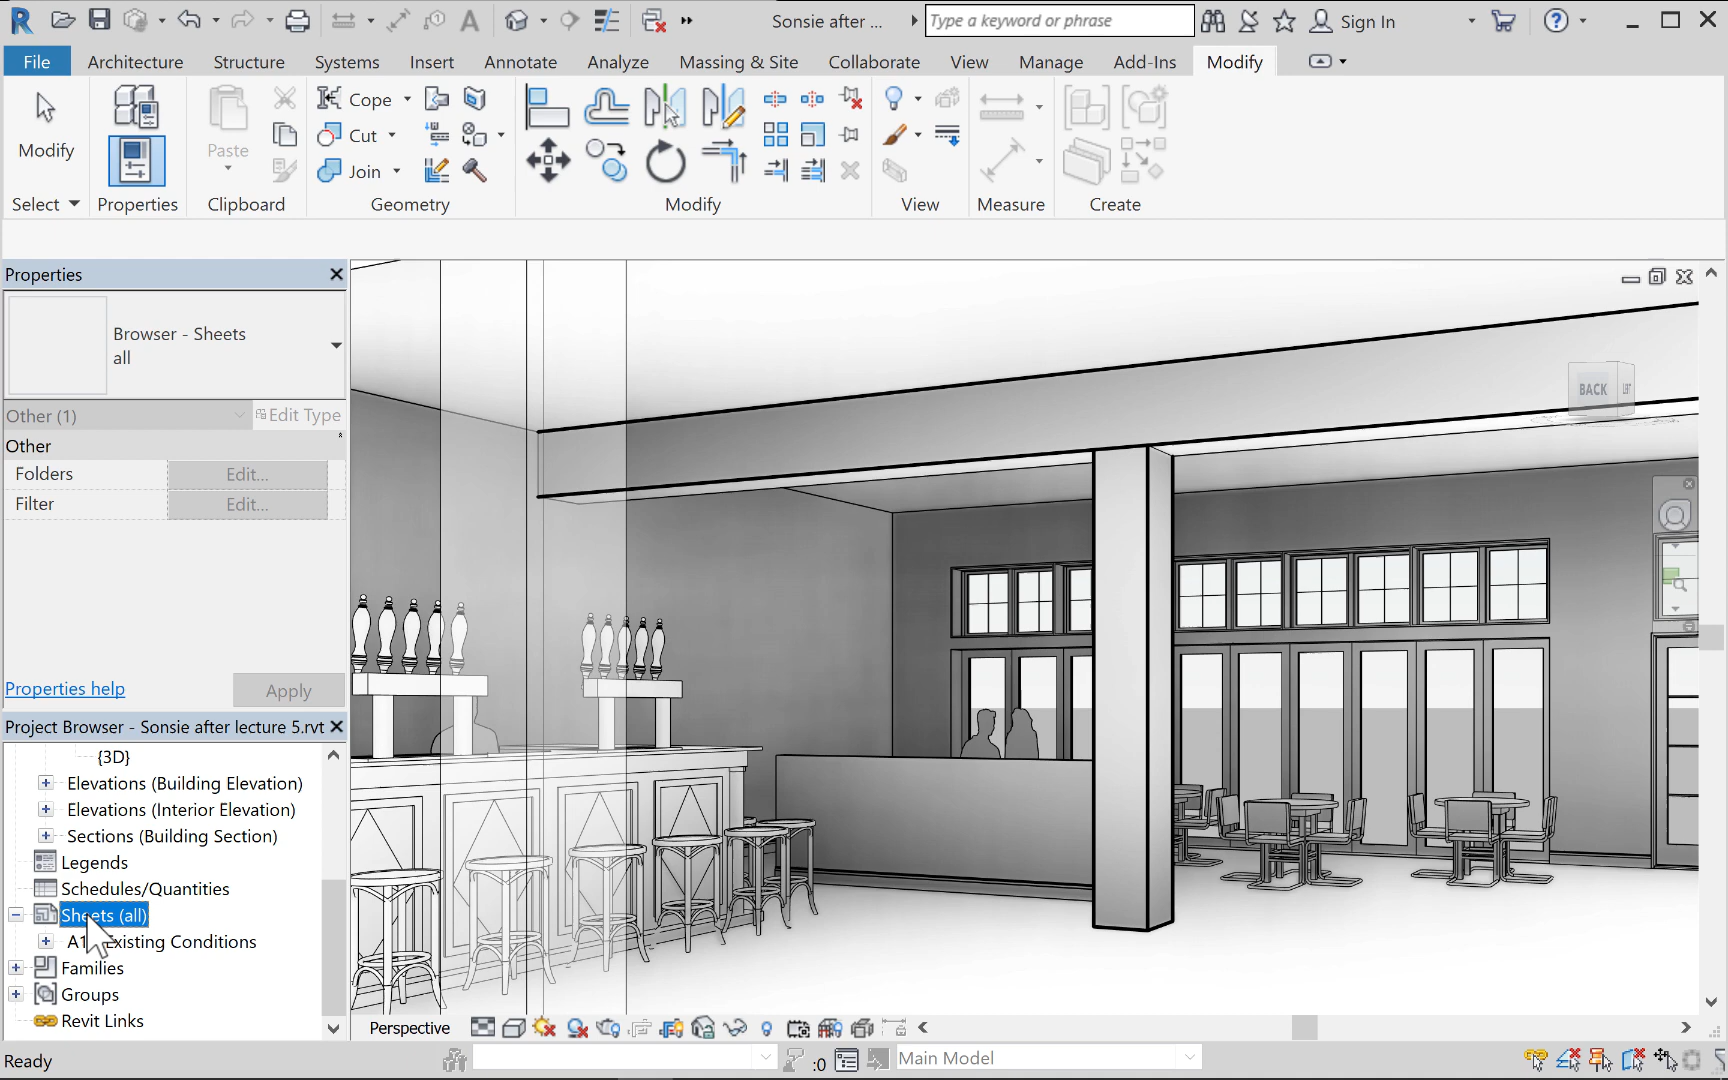 Sonsie after ...
Type a keyword or phrase
Sign In
File Architecture Structure Systems Insert Annotate Analyze Massing & Site Collaborate View Manage Add-Ins Modify
Modify
Paste
Cope
Cut
Join
Select Properties Clipboard Geometry Modify View Measure Create
Properties
Browser - Sheets
all
Other (1) Edit Type
Other
Folders Edit...
Filter Edit...
Properties help Apply
Project Browser - Sonsie after lecture 5.rvt
{3D}
Elevations (Building Elevation)
Elevations (Interior Elevation)
Sections (Building Section)
Legends
Schedules/Quantities
Sheets (all)
Existing Conditions
Families
Groups
Revit Links
BACK
Perspective
Ready
:0
Main Model